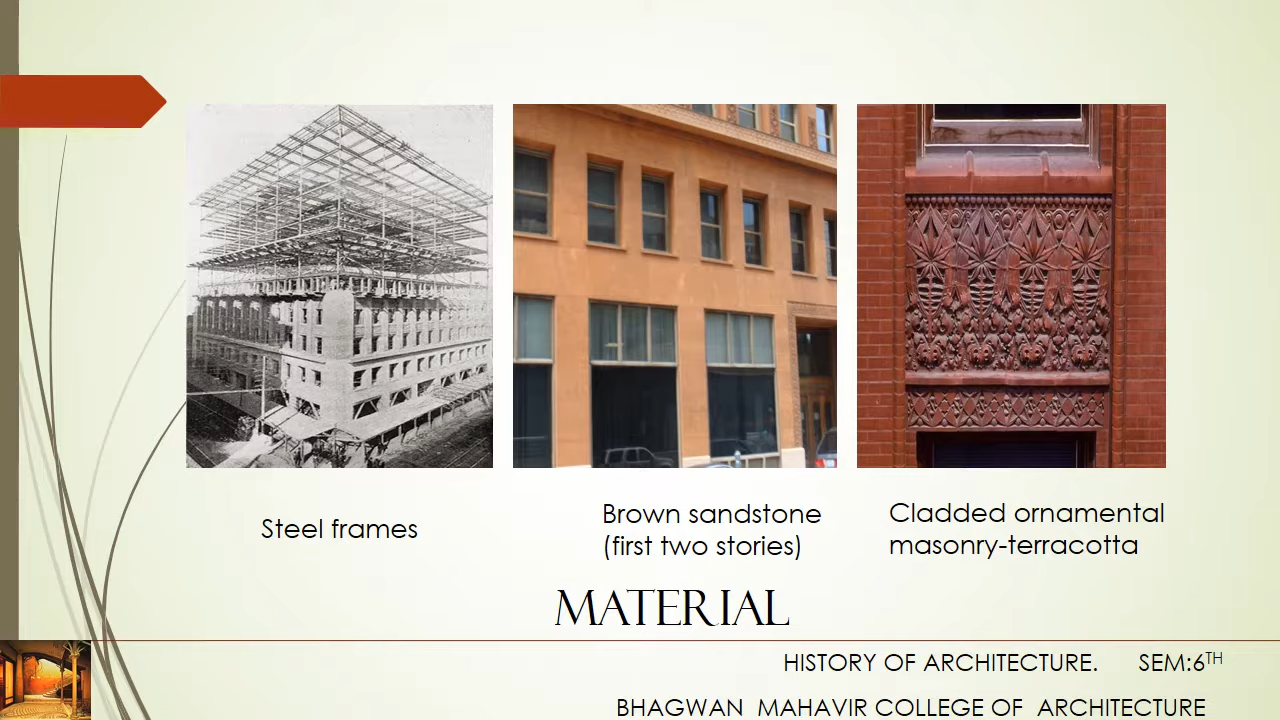 Steel frames
Brown sandstone
(first two stories)
Cladded ornamental
masonry-terracotta
MATERIAL
HISTORY OF ARCHITECTURE. SEM:6TH
BHAGWAN MAHAVIR COLLEGE OF ARCHITECTURE